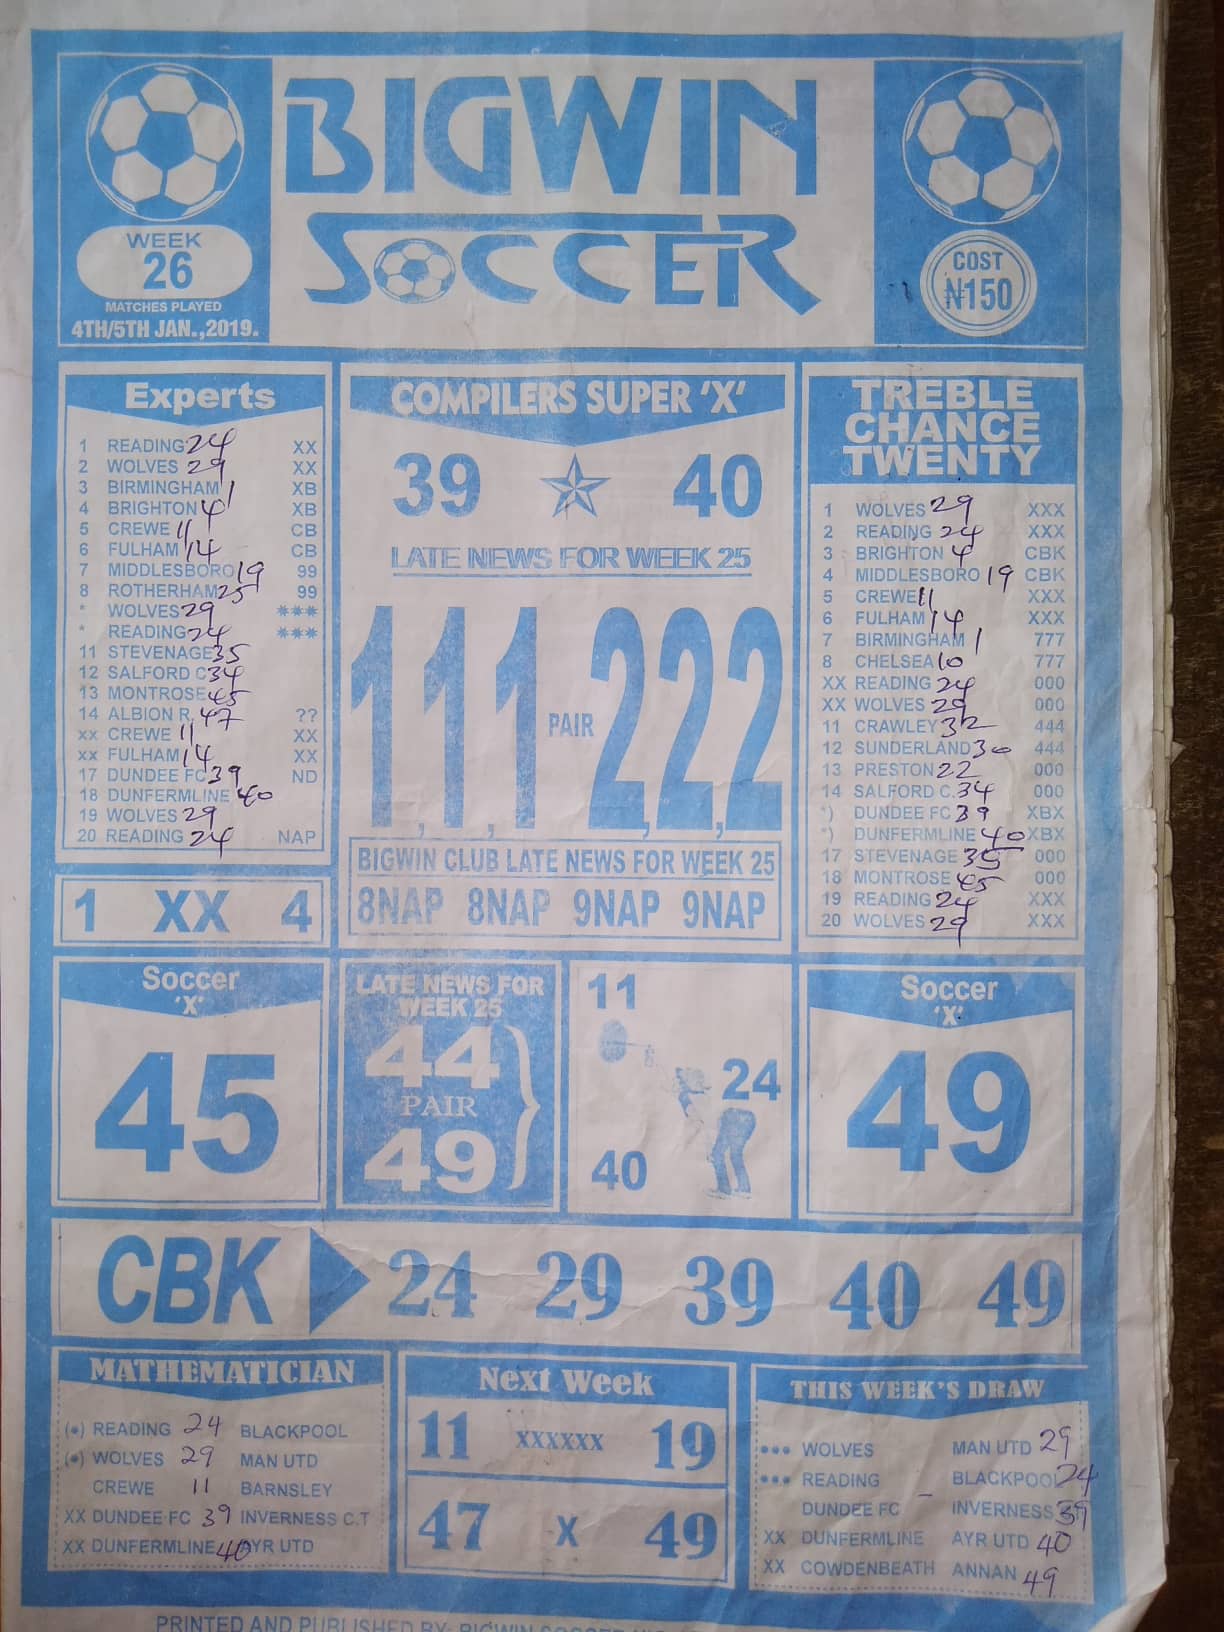 BIGWIN
SOCCER
WEEK
26
MATCHES PLAYED
4TH/5TH JAN.,2019.
COST
₦150
Experts
1 READING 24 XX
2 WOLVES 29 XX
3 BIRMINGHAM 1 XB
4 BRIGHTON 4 XB
5 CREWE 11 CB
6 FULHAM 14 CB
7 MIDDLESBORO 19 99
8 ROTHERHAM 25 99
* WOLVES 29 ***
* READING 24 ***
11 STEVENAGE 35
12 SALFORD C 34
13 MONTROSE 45
14 ALBION R. 47 ??
xx CREWE 11 XX
xx FULHAM 14 XX
17 DUNDEE FC 39 ND
18 DUNFERMLINE 40
19 WOLVES 29
20 READING 24 NAP
1 XX 4
COMPILERS SUPER 'X'
39 40
LATE NEWS FOR WEEK 25
1,1,1 PAIR 2,2,2
BIGWIN CLUB LATE NEWS FOR WEEK 25
8NAP 8NAP 9NAP 9NAP
TREBLE
CHANCE
TWENTY
1 WOLVES 29 XXX
2 READING 24 XXX
3 BRIGHTON 4 CBK
4 MIDDLESBORO 19 CBK
5 CREWE 11 XXX
6 FULHAM 14 XXX
7 BIRMINGHAM 1 777
8 CHELSEA 10 777
XX READING 24 000
XX WOLVES 29 000
11 CRAWLEY 32 444
12 SUNDERLAND 30 444
13 PRESTON 22 000
14 SALFORD C. 34 000
*) DUNDEE FC 39 XBX
*) DUNFERMLINE 40 XBX
17 STEVENAGE 35 000
18 MONTROSE 45 000
19 READING 24 XXX
20 WOLVES 29 XXX
Soccer
'X'
45
LATE NEWS FOR
WEEK 25
44
PAIR
49
11
24
40
Soccer
'X'
49
CBK 24 29 39 40 49
MATHEMATICIAN
(•) READING 24 BLACKPOOL
(•) WOLVES 29 MAN UTD
CREWE 11 BARNSLEY
XX DUNDEE FC 39 INVERNESS C.T
XX DUNFERMLINE 40 AYR UTD
Next Week
11 XXXXXX 19
47 X 49
THIS WEEK'S DRAW
••• WOLVES MAN UTD 29
••• READING BLACKPOOL 24
DUNDEE FC – INVERNESS 39
XX DUNFERMLINE AYR UTD 40
XX COWDENBEATH ANNAN 49
PRINTED AND PUBLISHED BY: BIGWIN SOCCER